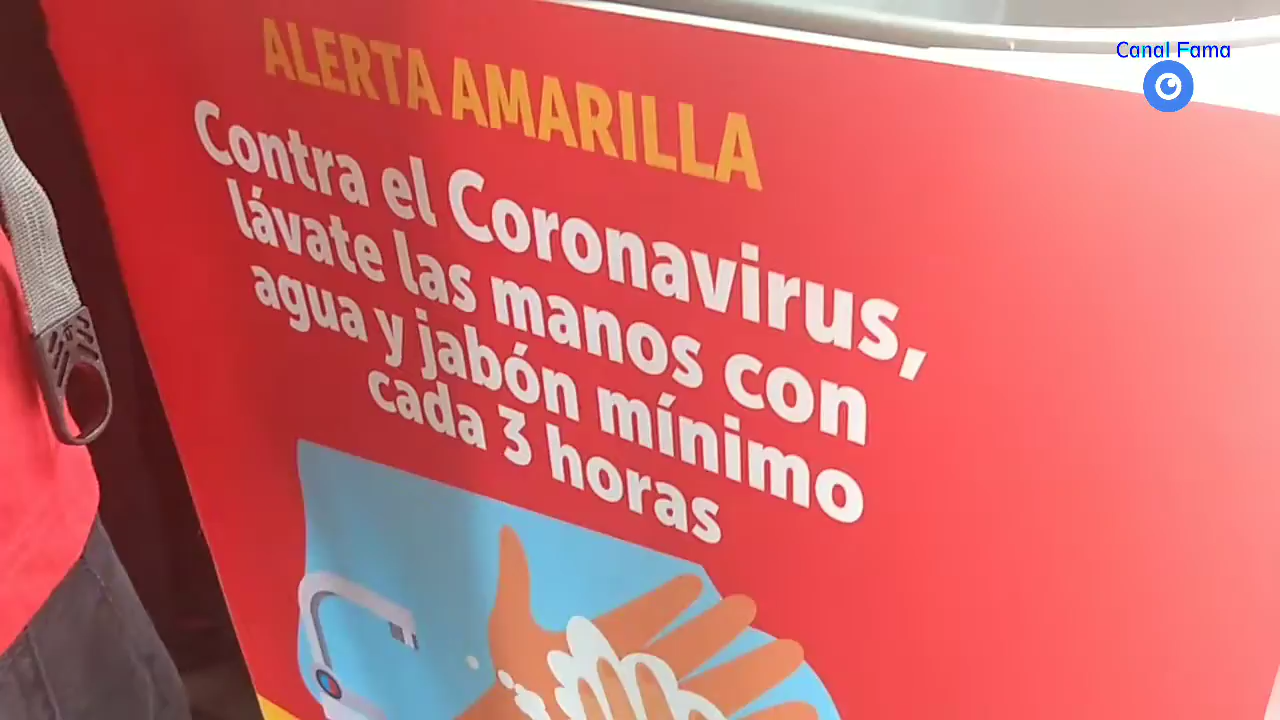 Canal Fama
ALERTA AMARILLA
Contra el Coronavirus,
lávate las manos con
agua y jabón mínimo
cada 3 horas